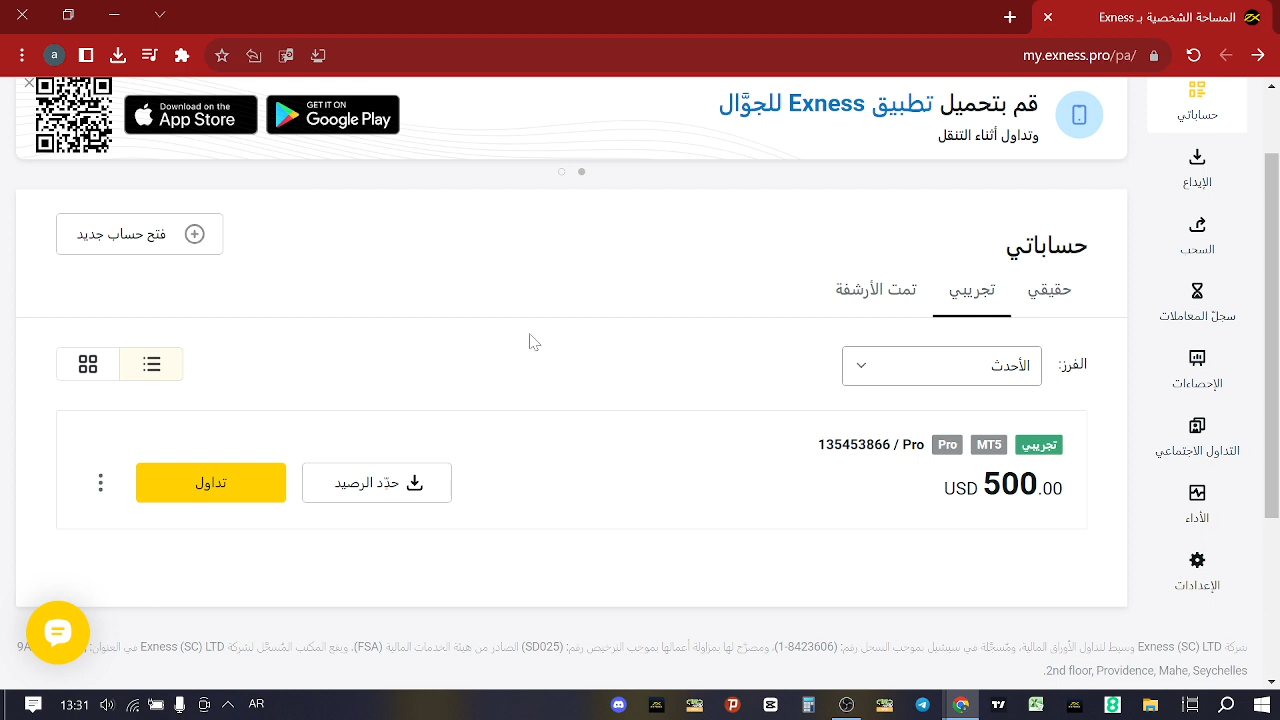 المساحة الشخصية بـ Exness
my.exness.pro/pa/
a
قم بتحميل تطبيق Exness للجوَّال
وتداول أثناء التنقل
GET IT ON
Google Play
Download on the
App Store
حساباتي
الإيداع
السحب
سجلّ المعاملات
الإحصاءات
التداول الاجتماعي
الأداء
الإعدادات
حساباتي
فتح حساب جديد
حقيقي
تجريبي
تمت الأرشفة
الفرز:
الأحدث
تجريبي MT5 Pro 135453866 / Pro
500.00 USD
حدّد الرصيد
تداول
شركة Exness (SC) LTD وسيط لتداول الأوراق المالية، ومُسجَّلة في سيشيل بموجب السجل رقم: (8423606-1). ومصرَّح لها بمزاولة أعمالها بموجب الترخيص رقم: (SD025) الصادر من هيئة الخدمات المالية (FSA). ويقع المكتب المُسجَّل لشركة Exness (SC) LTD في العنوان: 9A
2nd floor, Providence, Mahe, Seychelles.
13:31
AR